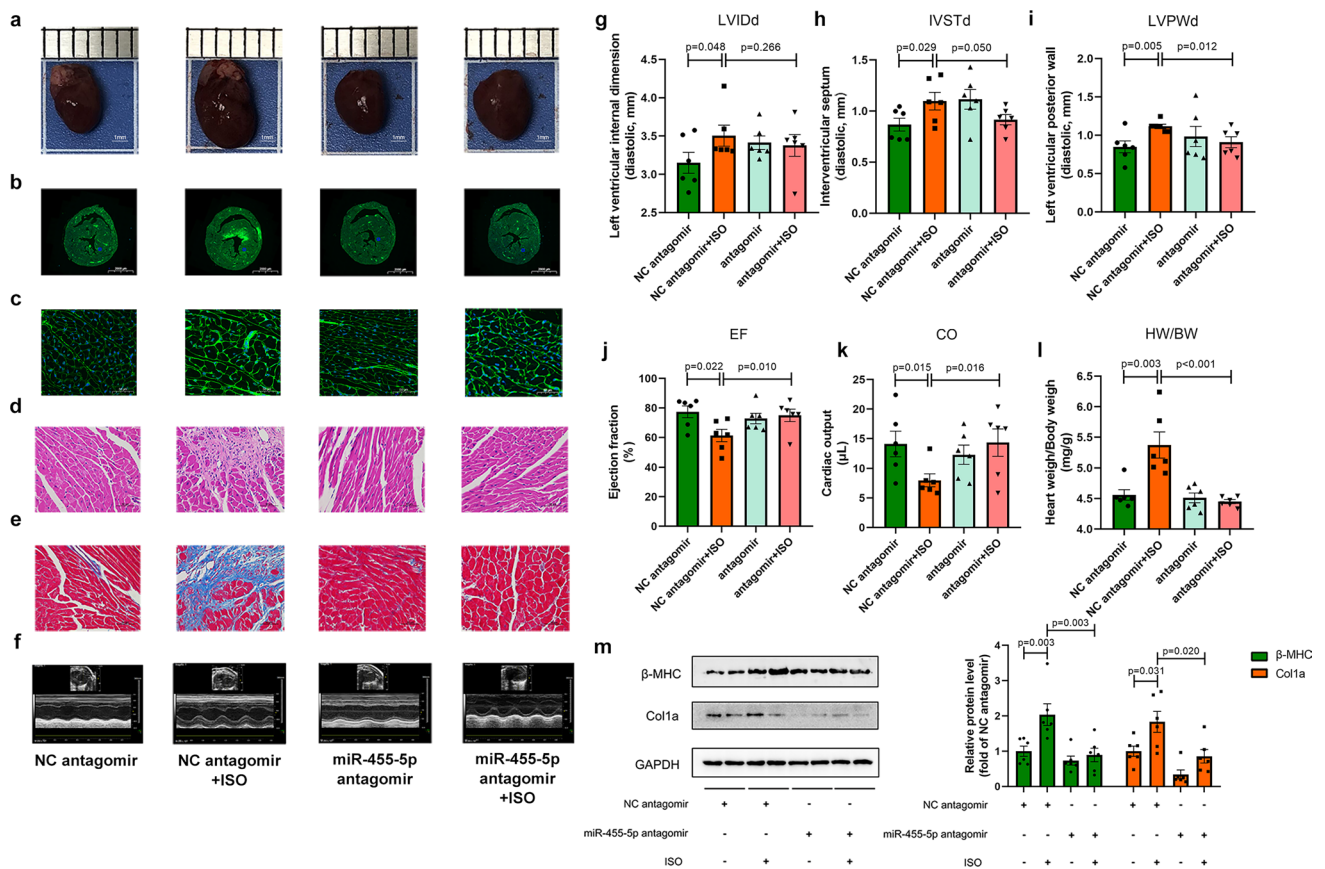 a
1mm
1mm
1mm
1mm
b
c
d
e
f
NC antagomir
NC antagomir
+ISO
miR-455-5p
antagomir
miR-455-5p
antagomir
+ISO
g
LVIDd
p=0.048
p=0.266
Left ventricular internal dimension
(diastolic, mm)
4.5
4.0
3.5
3.0
2.5
NC antagomir
NC antagomir+ISO
antagomir
antagomir+ISO
h
IVSTd
p=0.029
p=0.050
Interventricular septum
(diastolic, mm)
1.5
1.0
0.5
0.0
NC antagomir
NC antagomir+ISO
antagomir
antagomir+ISO
i
LVPWd
p=0.005
p=0.012
Left ventricular posterior wall
(diastolic, mm)
2.0
1.5
1.0
0.5
0.0
NC antagomir
NC antagomir+ISO
antagomir
antagomir+ISO
j
EF
p=0.022
p=0.010
Ejection fraction
(%)
100
80
60
40
20
0
NC antagomir
NC antagomir+ISO
antagomir
antagomir+ISO
k
CO
p=0.015
p=0.016
Cardiac output
(μL)
25
20
15
10
5
0
NC antagomir
NC antagomir+ISO
antagomir
antagomir+ISO
l
HW/BW
p=0.003
p<0.001
Heart weigh/Body weigh
(mg/g)
6.5
6.0
5.5
5.0
4.5
4.0
NC antagomir
NC antagomir+ISO
antagomir
antagomir+ISO
m
β-MHC
Col1a
GAPDH
NC antagomir + + - -
miR-455-5p antagomir - - + +
ISO - + - +
p=0.003
p=0.003
p=0.031
p=0.020
β-MHC
Col1a
Relative protein level
(fold of NC antagomir)
4
3
2
1
0
NC antagomir + + - - + + - -
miR-455-5p antagomir - - + + - - + +
ISO - + - + - + - +